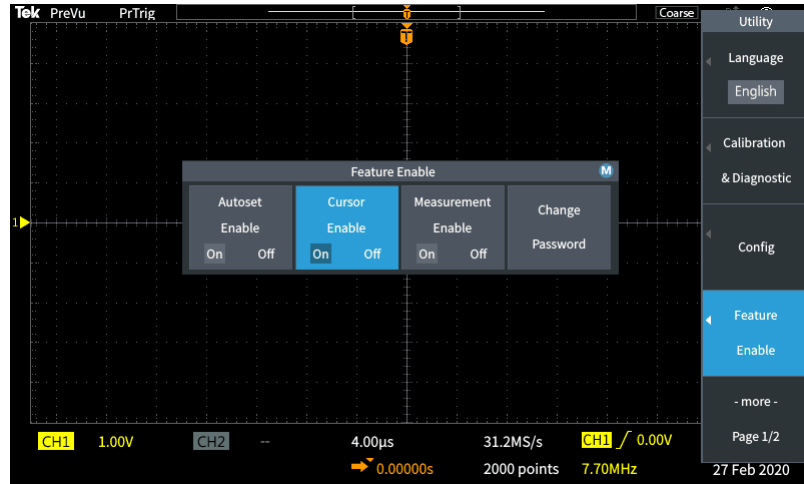 Tek PreVu PrTrig Coarse
Utility
T
Language
English
Calibration
& Diagnostic
Config
Feature
Enable
- more -
Page 1/2
Feature Enable M
Autoset
Enable
On Off
Cursor
Enable
On Off
Measurement
Enable
On Off
Change
Password
1
CH1 1.00V CH2 -- 4.00µs 31.2MS/s CH1 0.00V
0.00000s 2000 points 7.70MHz 27 Feb 2020